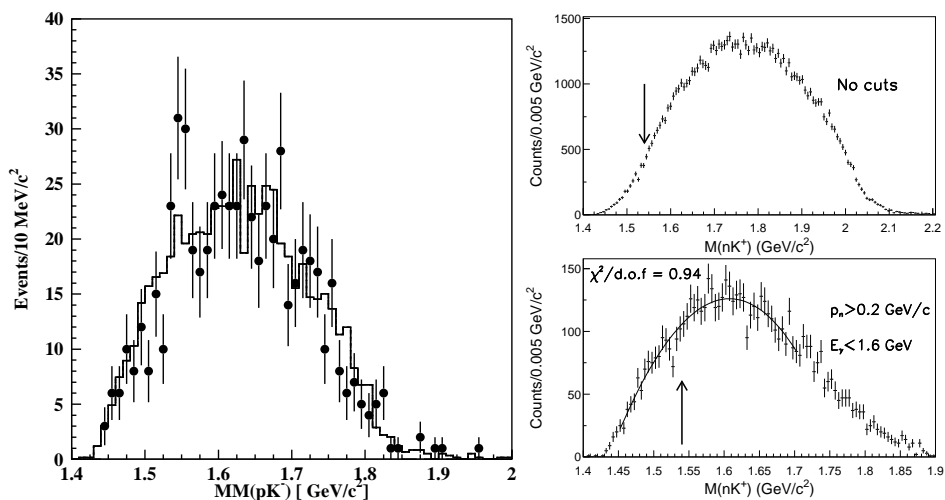 Events/10 MeV/c²
40
35
30
25
20
15
10
5
0
1.4 1.5 1.6 1.7 1.8 1.9 2
MM(pK⁻) [ GeV/c²]
Counts/0.005 GeV/c²
1500
1000
500
0
No cuts
1.4 1.5 1.6 1.7 1.8 1.9 2 2.1 2.2
M(nK⁺) (GeV/c²)
Counts/0.005 GeV/c²
150
100
50
0
χ²/d.o.f = 0.94
pₙ>0.2 GeV/c
Eᵧ<1.6 GeV
1.4 1.45 1.5 1.55 1.6 1.65 1.7 1.75 1.8 1.85 1.9
M(nK⁺) (GeV/c²)